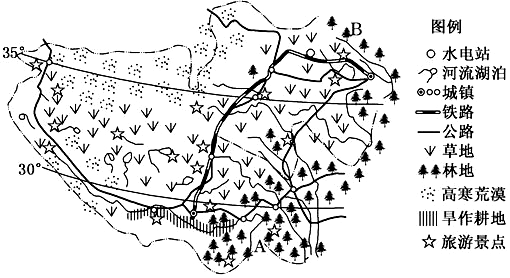 35°
30°
B
A
图例
水电站
河流湖泊
城镇
铁路
公路
草地
林地
高寒荒漠
旱作耕地
旅游景点